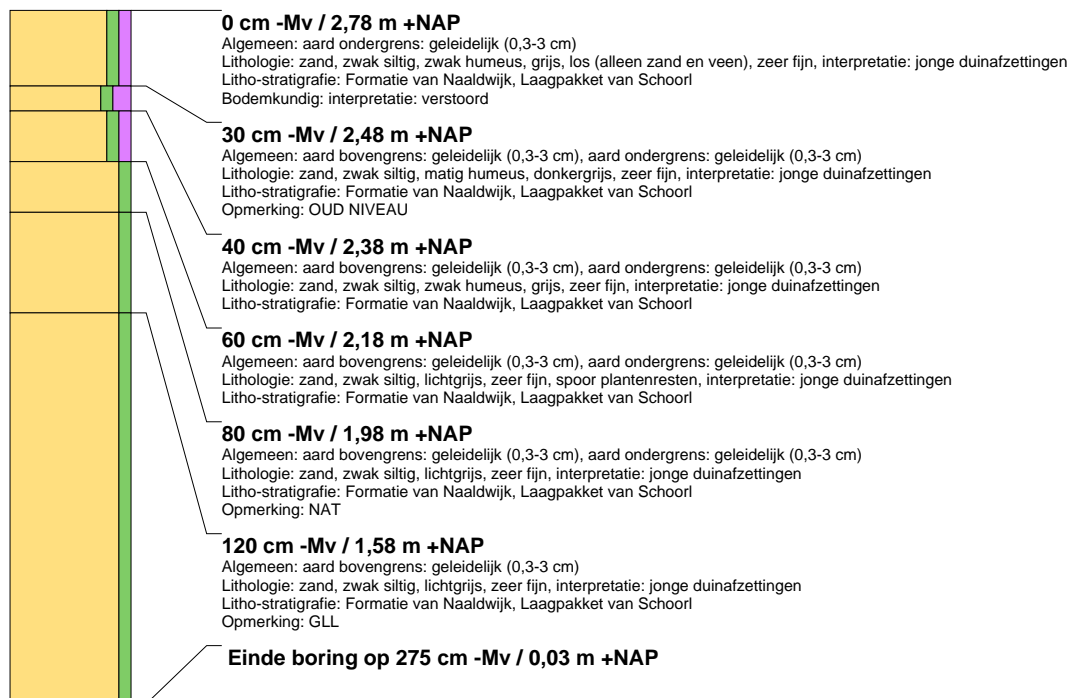 0 cm -Mv / 2,78 m +NAP
Algemeen: aard ondergrens: geleidelijk (0,3-3 cm)
Lithologie: zand, zwak siltig, zwak humeus, grijs, los (alleen zand en veen), zeer fijn, interpretatie: jonge duinafzettingen
Litho-stratigrafie: Formatie van Naaldwijk, Laagpakket van Schoorl
Bodemkundig: interpretatie: verstoord
30 cm -Mv / 2,48 m +NAP
Algemeen: aard bovengrens: geleidelijk (0,3-3 cm), aard ondergrens: geleidelijk (0,3-3 cm)
Lithologie: zand, zwak siltig, matig humeus, donkergrijs, zeer fijn, interpretatie: jonge duinafzettingen
Litho-stratigrafie: Formatie van Naaldwijk, Laagpakket van Schoorl
Opmerking: OUD NIVEAU
40 cm -Mv / 2,38 m +NAP
Algemeen: aard bovengrens: geleidelijk (0,3-3 cm), aard ondergrens: geleidelijk (0,3-3 cm)
Lithologie: zand, zwak siltig, zwak humeus, grijs, zeer fijn, interpretatie: jonge duinafzettingen
Litho-stratigrafie: Formatie van Naaldwijk, Laagpakket van Schoorl
60 cm -Mv / 2,18 m +NAP
Algemeen: aard bovengrens: geleidelijk (0,3-3 cm), aard ondergrens: geleidelijk (0,3-3 cm)
Lithologie: zand, zwak siltig, lichtgrijs, zeer fijn, spoor plantenresten, interpretatie: jonge duinafzettingen
Litho-stratigrafie: Formatie van Naaldwijk, Laagpakket van Schoorl
80 cm -Mv / 1,98 m +NAP
Algemeen: aard bovengrens: geleidelijk (0,3-3 cm), aard ondergrens: geleidelijk (0,3-3 cm)
Lithologie: zand, zwak siltig, lichtgrijs, zeer fijn, interpretatie: jonge duinafzettingen
Litho-stratigrafie: Formatie van Naaldwijk, Laagpakket van Schoorl
Opmerking: NAT
120 cm -Mv / 1,58 m +NAP
Algemeen: aard bovengrens: geleidelijk (0,3-3 cm)
Lithologie: zand, zwak siltig, lichtgrijs, zeer fijn, interpretatie: jonge duinafzettingen
Litho-stratigrafie: Formatie van Naaldwijk, Laagpakket van Schoorl
Opmerking: GLL
Einde boring op 275 cm -Mv / 0,03 m +NAP